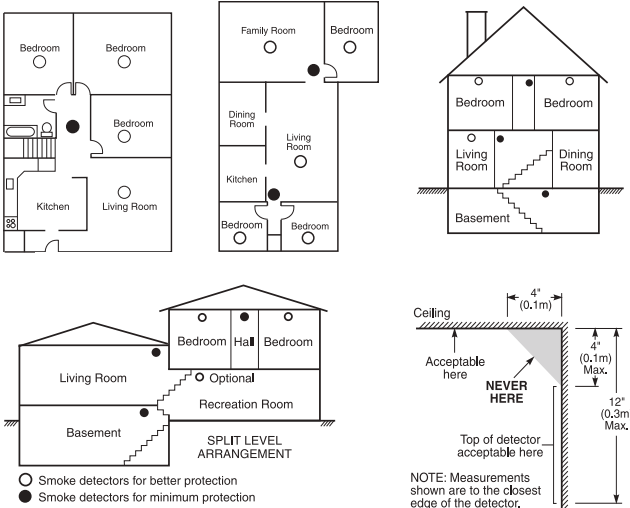 Bedroom
Bedroom
Bedroom
Kitchen
Living Room
Family Room
Bedroom
Dining
Room
Living
Room
Kitchen
Bedroom
Bedroom
Bedroom
Bedroom
Living
Room
Dining
Room
Basement
Bedroom
Hall
Bedroom
Living Room
Optional
Recreation Room
Basement
SPLIT LEVEL
ARRANGEMENT
Smoke detectors for better protection
Smoke detectors for minimum protection
4"
(0.1m)
Ceiling
Acceptable
here
NEVER
HERE
4"
(0.1m)
Max.
12"
(0.3m
Max.
Top of detector
acceptable here
NOTE: Measurements
shown are to the closest
edge of the detector.